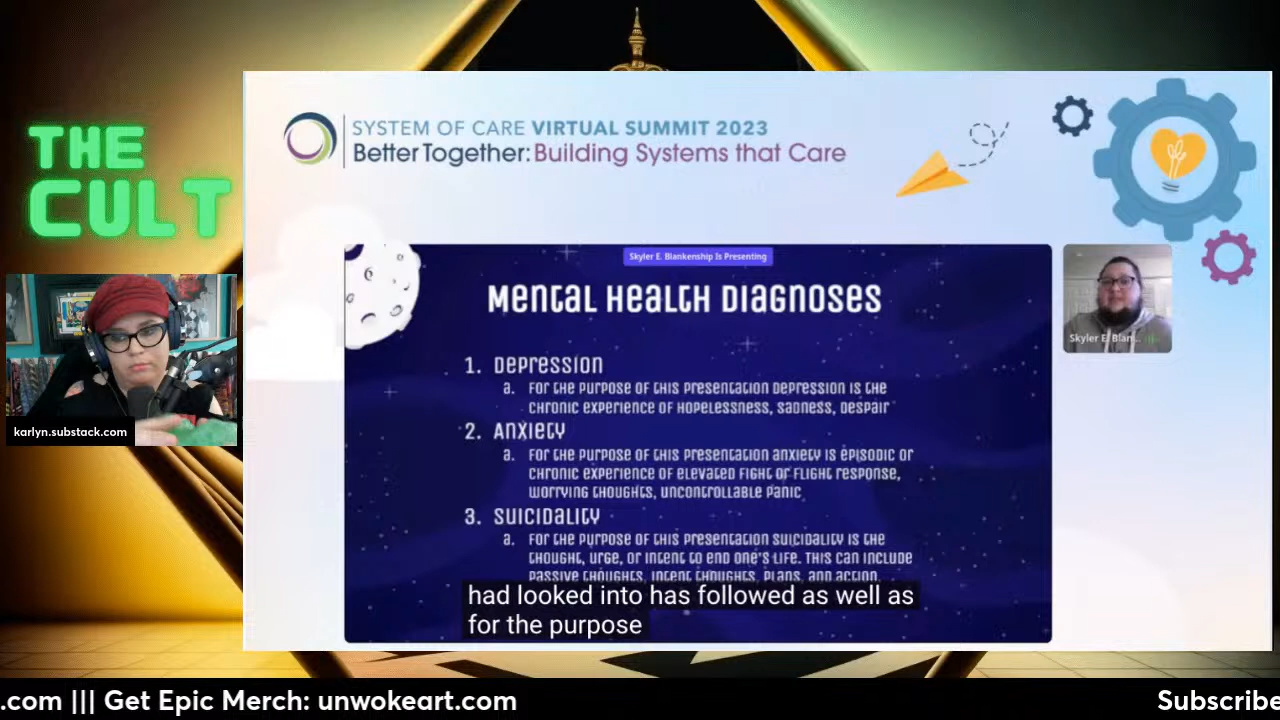 THE
CULT
karlyn.substack.com
SYSTEM OF CARE VIRTUAL SUMMIT 2023
Better Together: Building Systems that Care
Skyler E. Blankenship Is Presenting
Mental Health Diagnoses
1. Depression
a. For the purpose of this presentation depression is the
chronic experience of hopelessness, sadness, despair
2. Anxiety
a. For the purpose of this presentation anxiety is episodic or
chronic experience of elevated fight or flight response,
worrying thoughts, uncontrollable panic
3. Suicidality
a. For the purpose of this presentation suicidality is the
thought, urge, or intent to end one's life. This can include
passive thoughts, intent thoughts, plans, and action.
had looked into has followed as well as
for the purpose
Skyler E. Blan...
.com ||| Get Epic Merch: unwokeart.com
Subscribe